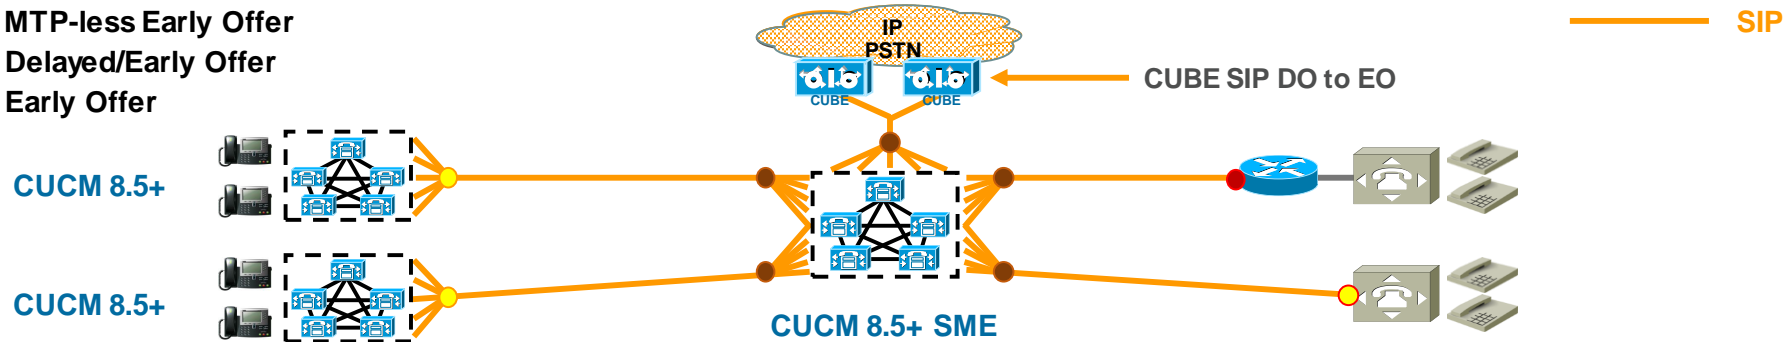 MTP-less Early Offer
Delayed/Early Offer
Early Offer
IP
PSTN
SIP
CUBE
CUBE
CUBE SIP DO to EO
CUCM 8.5+
CUCM 8.5+
CUCM 8.5+ SME